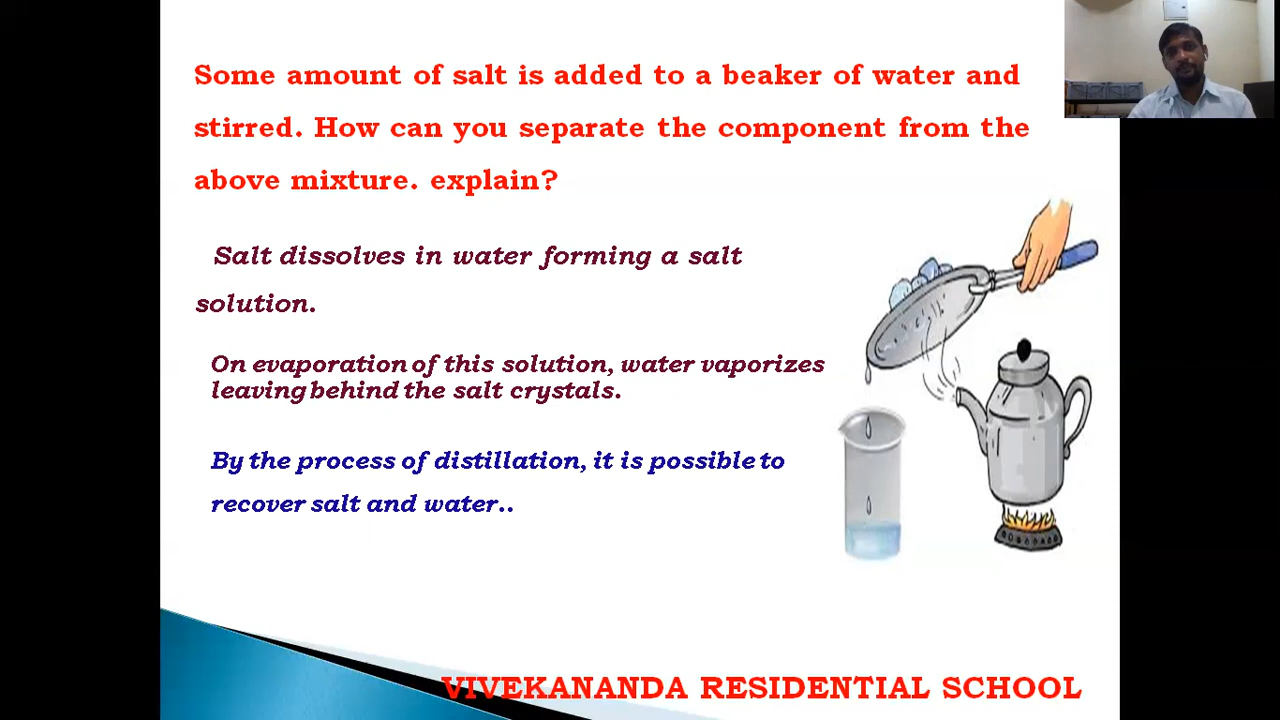 Some amount of salt is added to a beaker of water and
stirred. How can you separate the component from the
above mixture. explain?
Salt dissolves in water forming a salt
solution.
On evaporation of this solution, water vaporizes
leaving behind the salt crystals.
By the process of distillation, it is possible to
recover salt and water..
VIVEKANANDA RESIDENTIAL SCHOOL